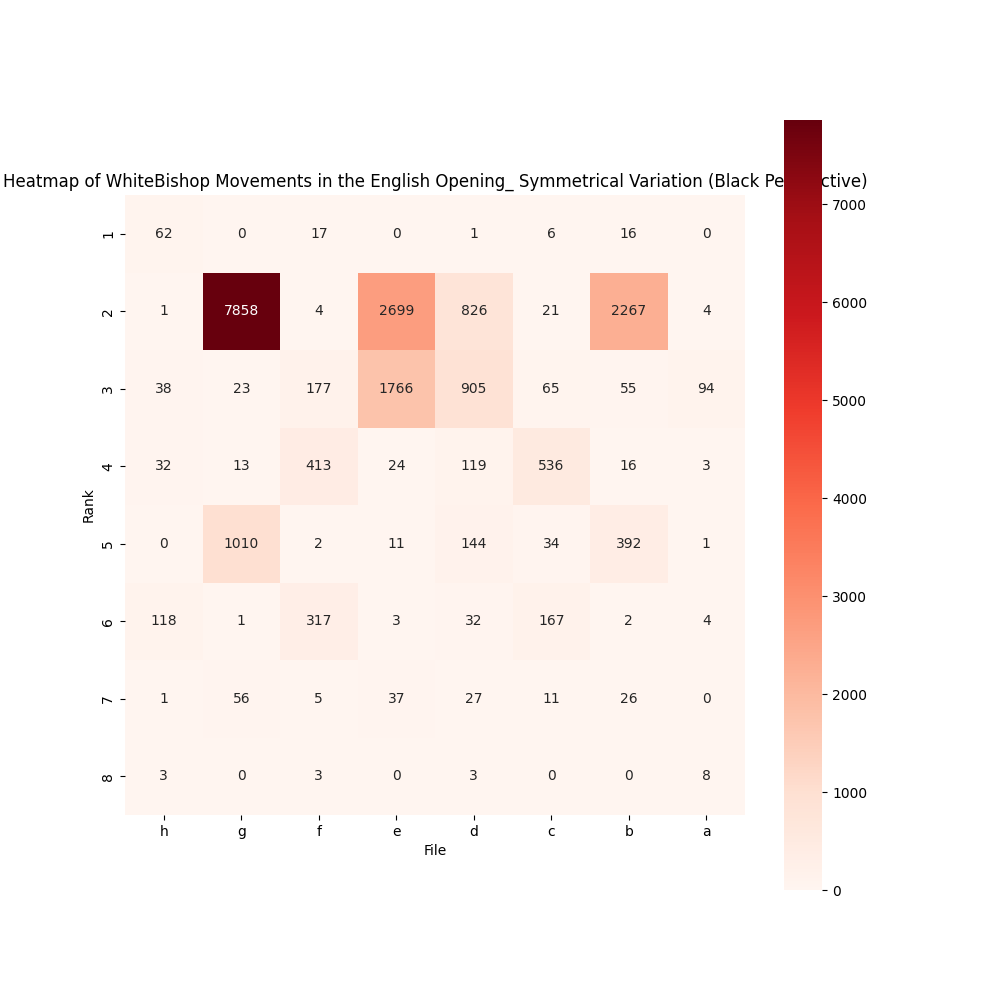 Heatmap of WhiteBishop Movements in the English Opening_ Symmetrical Variation (Black Pe ctive)
1 62 0 17 0 1 6 16 0
2 1 7858 4 2699 826 21 2267 4
3 38 23 177 1766 905 65 55 94
4 32 13 413 24 119 536 16 3
5 0 1010 2 11 144 34 392 1
6 118 1 317 3 32 167 2 4
7 1 56 5 37 27 11 26 0
8 3 0 3 0 3 0 0 8
Rank
h g f e d c b a
File
7000
6000
5000
4000
3000
2000
1000
0